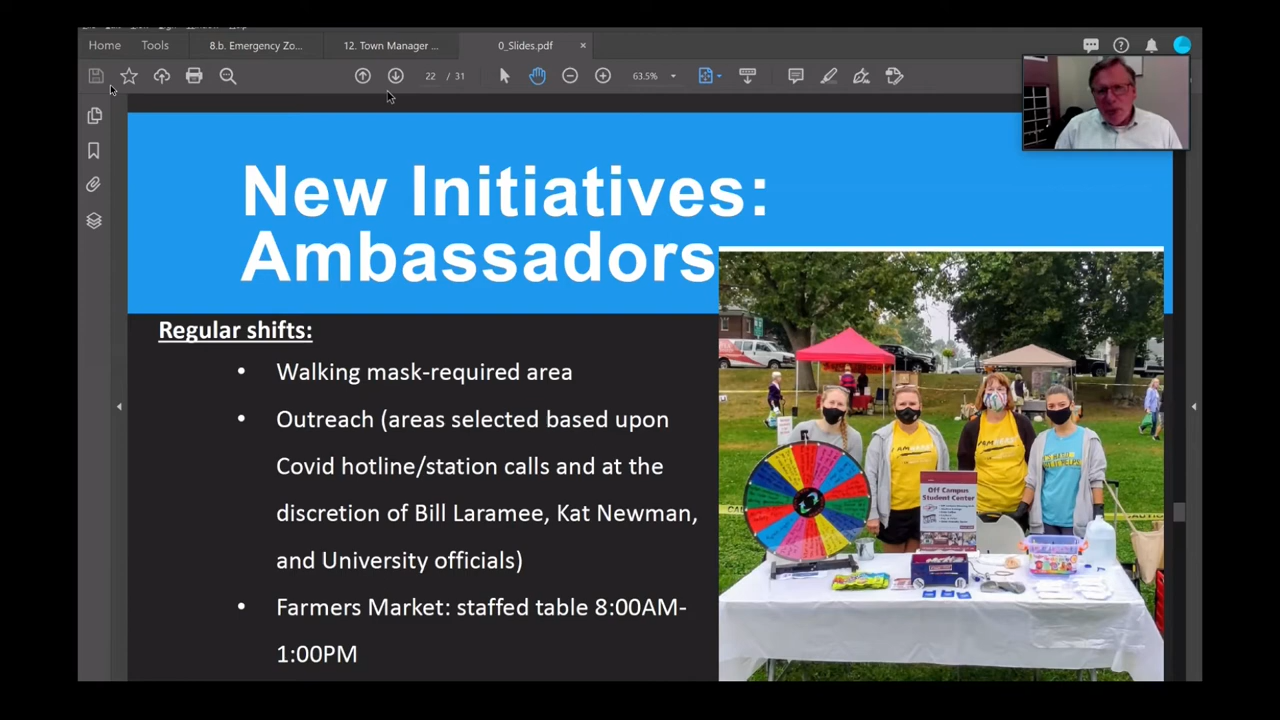 Home
Tools
8.b. Emergency Zo...
12. Town Manager ...
0_Slides.pdf
22 / 31
63.5%
New Initiatives:
Ambassadors
Regular shifts:
• Walking mask-required area
• Outreach (areas selected based upon
Covid hotline/station calls and at the
discretion of Bill Laramee, Kat Newman,
and University officials)
• Farmers Market: staffed table 8:00AM-
1:00PM
Off Campus
Student Center